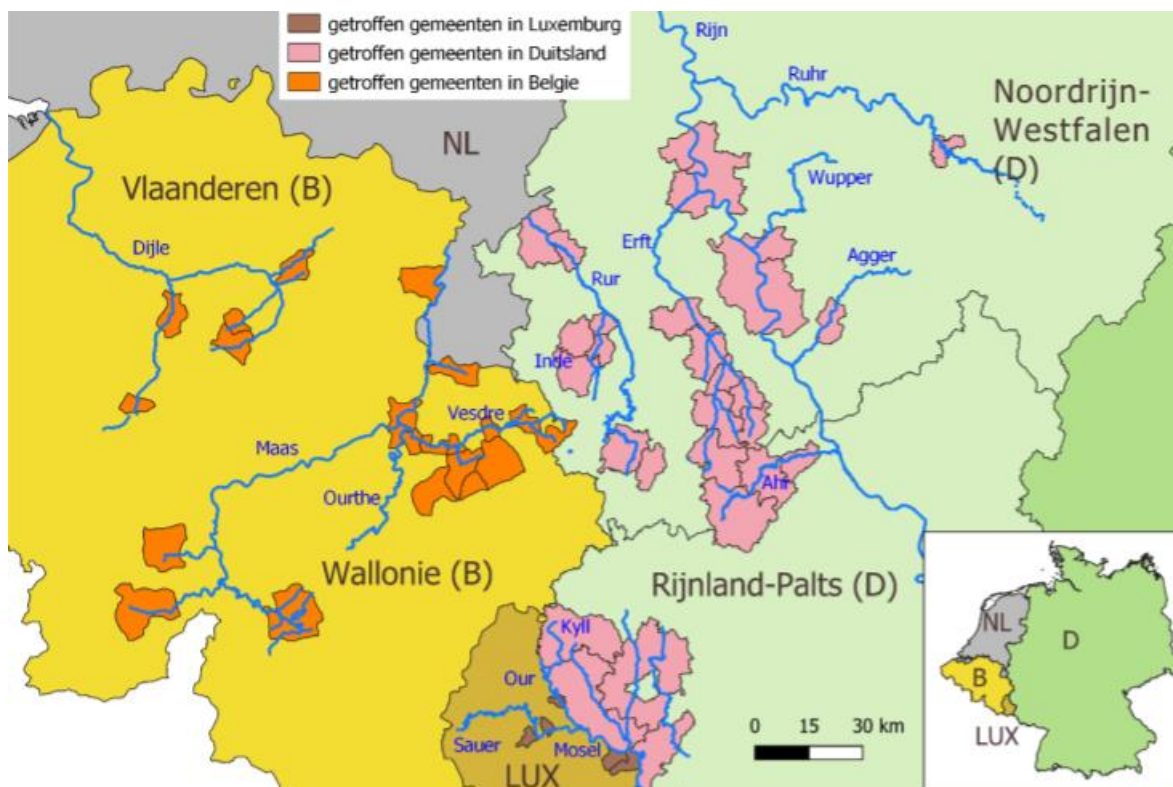 getroffen gemeenten in Luxemburg
getroffen gemeenten in Duitsland
getroffen gemeenten in Belgie
Rijn
Ruhr
Noordrijn-
Westfalen
(D)
NL
Vlaanderen (B)
Wupper
Dijle
Erft
Agger
Rur
Inde
Vesdre
Maas
Ahr
Ourthe
Wallonie (B)
Rijnland-Palts (D)
Kyll
Our
Sauer
Mosel
LUX
0 15 30 km
NL
D
B
LUX